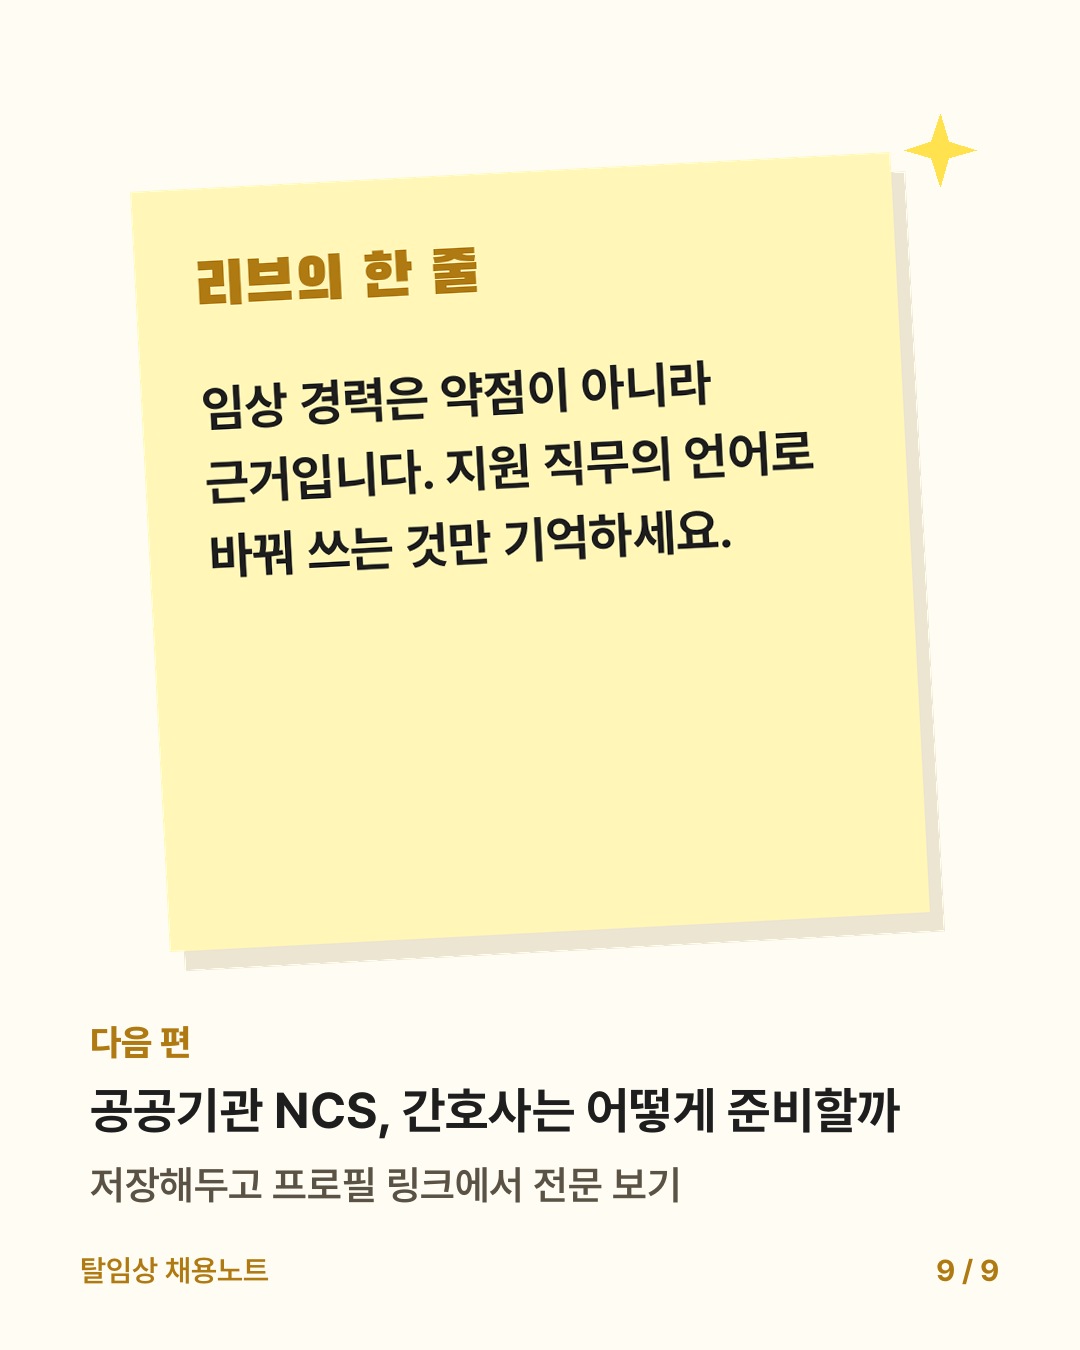 리브의 한 줄
임상 경력은 약점이 아니라
근거입니다. 지원 직무의 언어로
바꿔 쓰는 것만 기억하세요.
다음 편
공공기관 NCS, 간호사는 어떻게 준비할까
저장해두고 프로필 링크에서 전문 보기
탈임상 채용노트
9 / 9